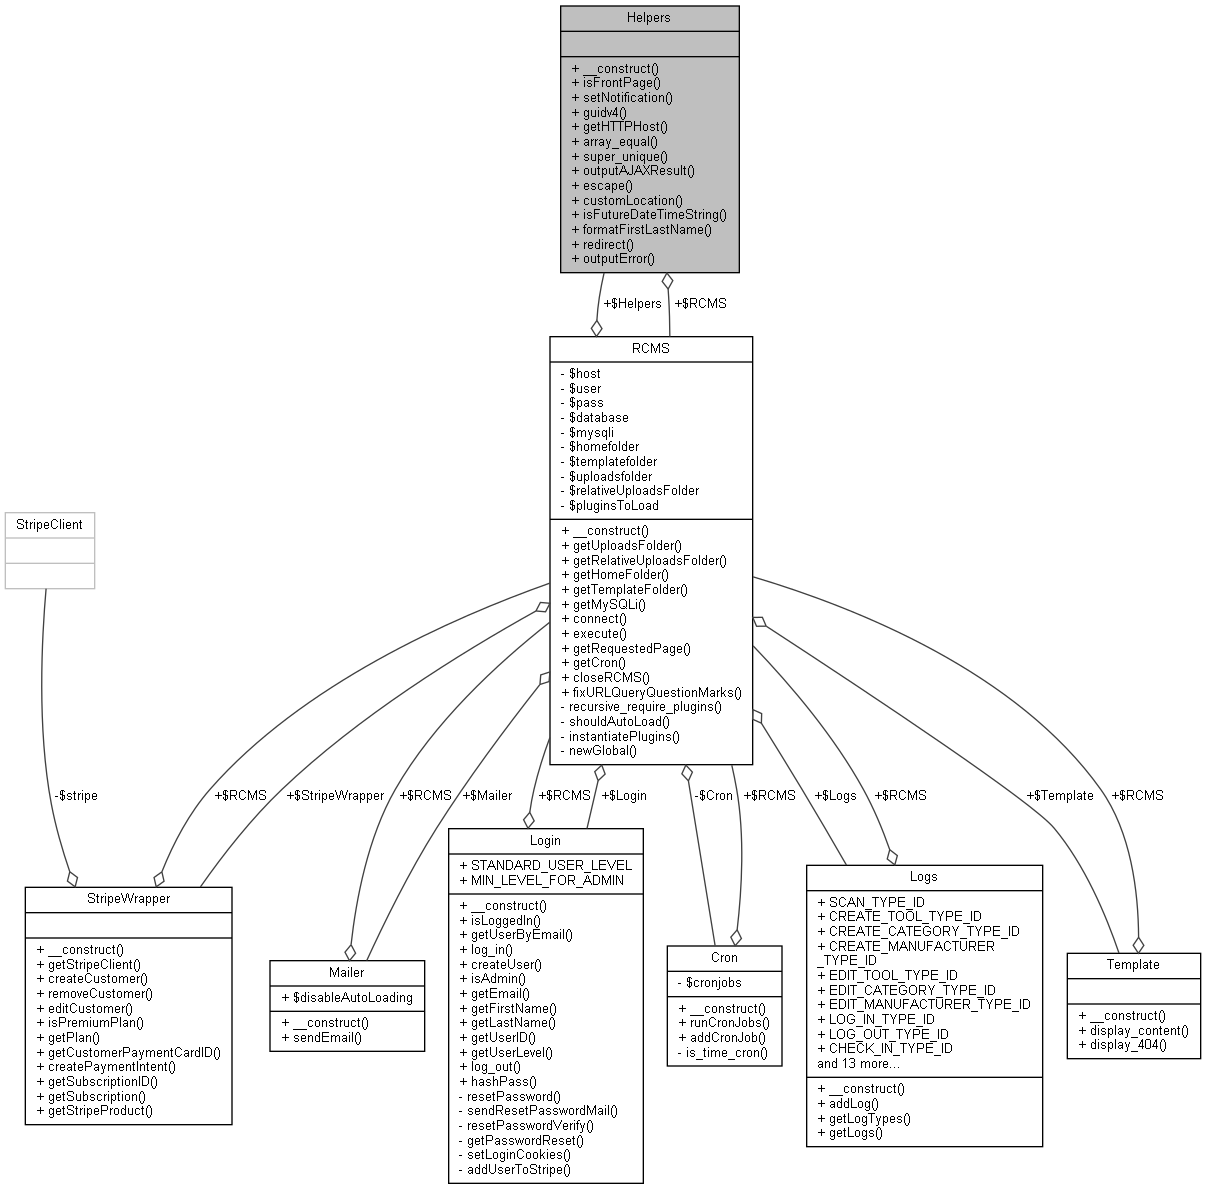 Helpers
+ __construct()
+ isFrontPage()
+ setNotification()
+ guidv4()
+ getHTTPHost()
+ array_equal()
+ super_unique()
+ outputAJAXResult()
+ escape()
+ customLocation()
+ isFutureDateTimeString()
+ formatFirstLastName()
+ redirect()
+ outputError()
+$Helpers
+$RCMS
RCMS
- $host
- $user
- $pass
- $database
- $mysqli
- $homefolder
- $templatefolder
- $uploadsfolder
- $relativeUploadsFolder
- $pluginsToLoad
+ __construct()
+ getUploadsFolder()
+ getRelativeUploadsFolder()
+ getHomeFolder()
+ getTemplateFolder()
+ getMySQLi()
+ connect()
+ execute()
+ getRequestedPage()
+ getCron()
+ closeRCMS()
+ fixURLQueryQuestionMarks()
- recursive_require_plugins()
- shouldAutoLoad()
- instantiatePlugins()
- newGlobal()
StripeClient
-$stripe
+$RCMS
+$StripeWrapper
+$RCMS
+$Mailer
+$RCMS
+$Login
-$Cron
+$RCMS
+$Logs
+$RCMS
+$Template
+$RCMS
StripeWrapper
+ __construct()
+ getStripeClient()
+ createCustomer()
+ removeCustomer()
+ editCustomer()
+ isPremiumPlan()
+ getPlan()
+ getCustomerPaymentCardID()
+ createPaymentIntent()
+ getSubscriptionID()
+ getSubscription()
+ getStripeProduct()
Mailer
+ $disableAutoLoading
+ __construct()
+ sendEmail()
Login
+ STANDARD_USER_LEVEL
+ MIN_LEVEL_FOR_ADMIN
+ __construct()
+ isLoggedIn()
+ getUserByEmail()
+ log_in()
+ createUser()
+ isAdmin()
+ getEmail()
+ getFirstName()
+ getLastName()
+ getUserID()
+ getUserLevel()
+ log_out()
+ hashPass()
- resetPassword()
- sendResetPasswordMail()
- resetPasswordVerify()
- getPasswordReset()
- setLoginCookies()
- addUserToStripe()
Cron
- $cronjobs
+ __construct()
+ runCronJobs()
+ addCronJob()
- is_time_cron()
Logs
+ SCAN_TYPE_ID
+ CREATE_TOOL_TYPE_ID
+ CREATE_CATEGORY_TYPE_ID
+ CREATE_MANUFACTURER
_TYPE_ID
+ EDIT_TOOL_TYPE_ID
+ EDIT_CATEGORY_TYPE_ID
+ EDIT_MANUFACTURER_TYPE_ID
+ LOG_IN_TYPE_ID
+ LOG_OUT_TYPE_ID
+ CHECK_IN_TYPE_ID
and 13 more...
+ __construct()
+ addLog()
+ getLogTypes()
+ getLogs()
Template
+ __construct()
+ display_content()
+ display_404()